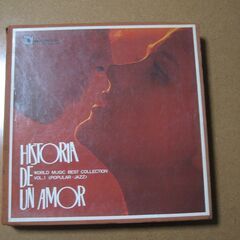 HISTORIA
DE
UN AMOR
WORLD MUSIC BEST COLLECTION
VOL.1 (POPULAR·JAZZ)